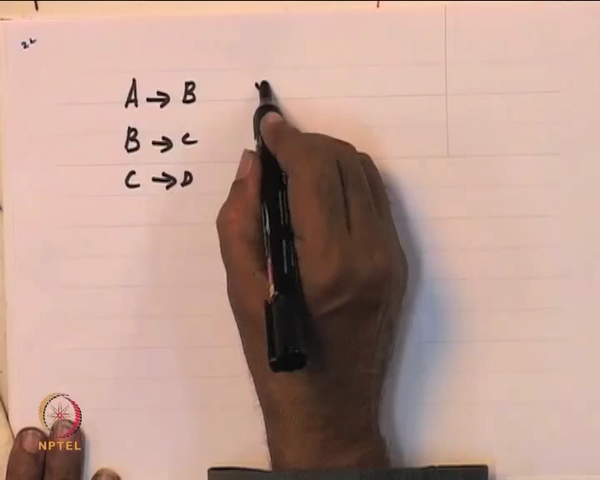 A → B
B → C
C → D
NPTEL